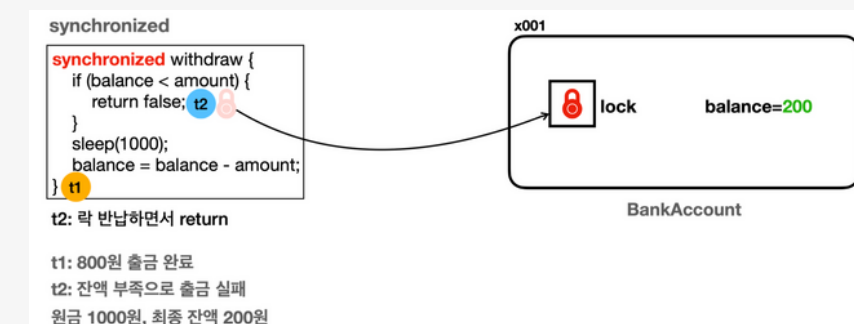 synchronized
synchronized withdraw {
if (balance < amount) {
return false; t2
}
sleep(1000);
balance = balance - amount;
} t1
t2: 락 반납하면서 return
t1: 800원 출금 완료
t2: 잔액 부족으로 출금 실패
원금 1000원, 최종 잔액 200원
x001
lock
balance=200
BankAccount